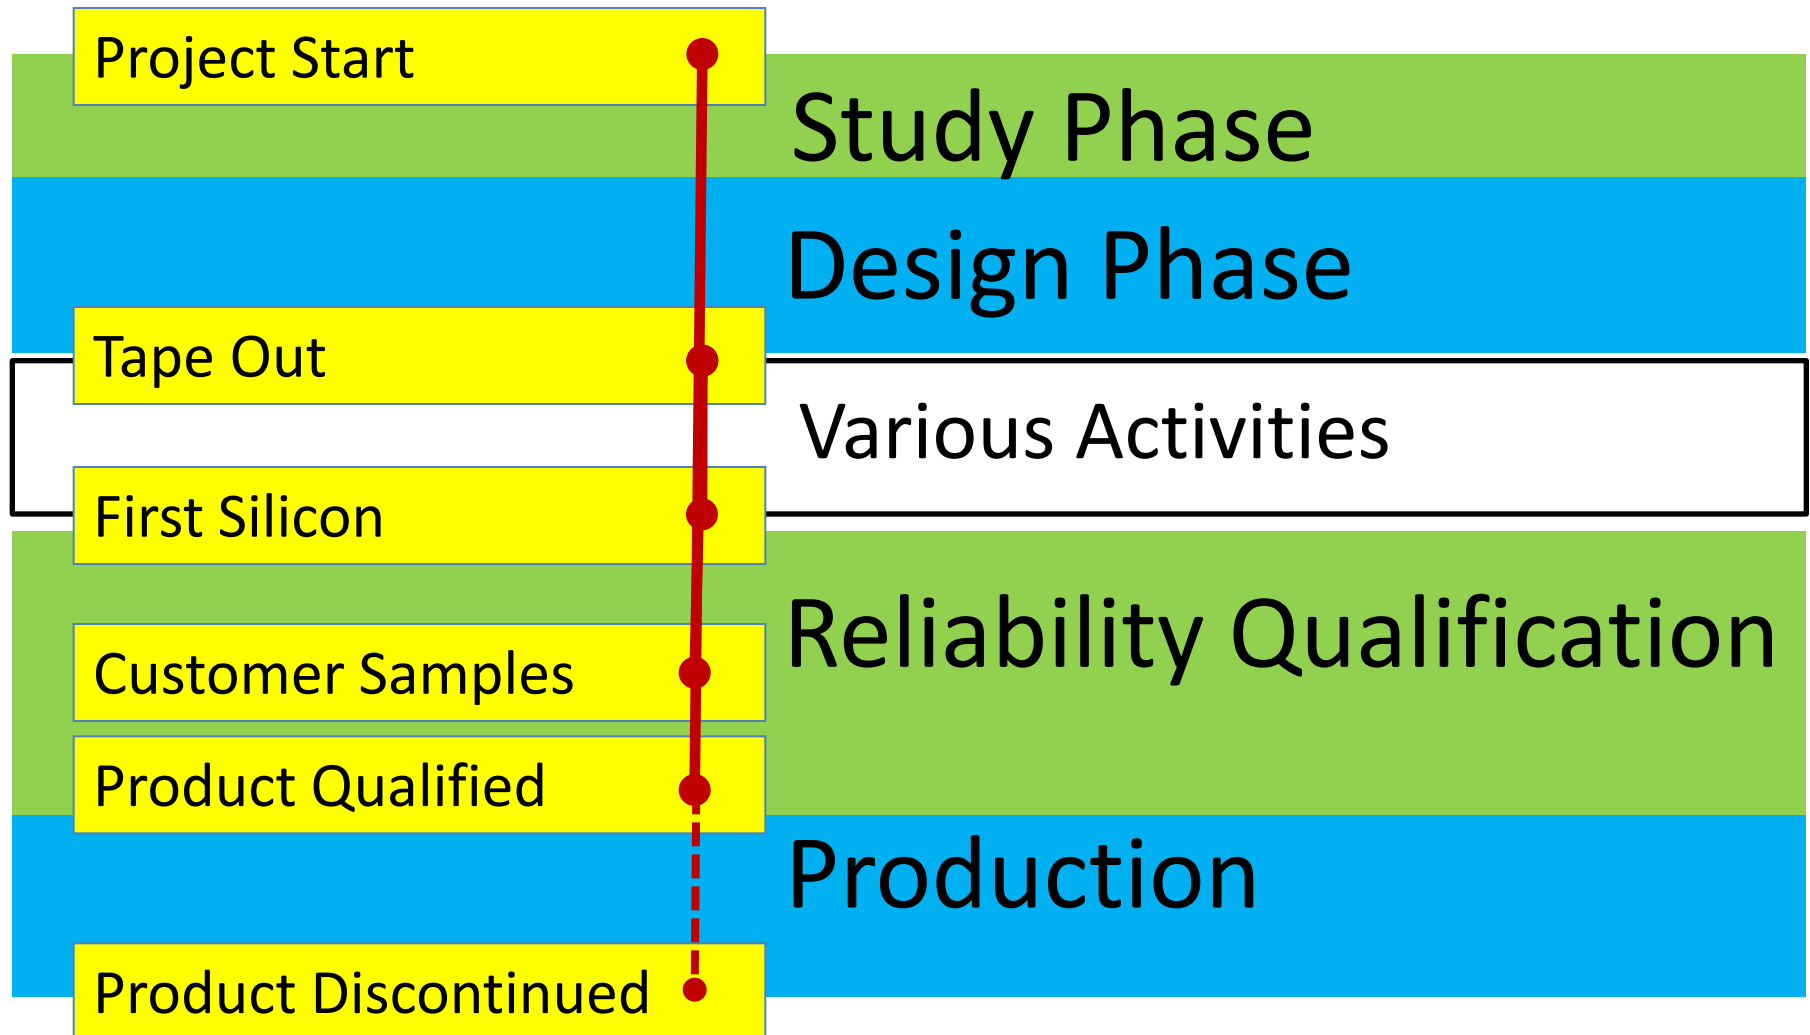 Project Start
Study Phase
Design Phase
Tape Out
Various Activities
First Silicon
Reliability Qualification
Customer Samples
Product Qualified
Production
Product Discontinued